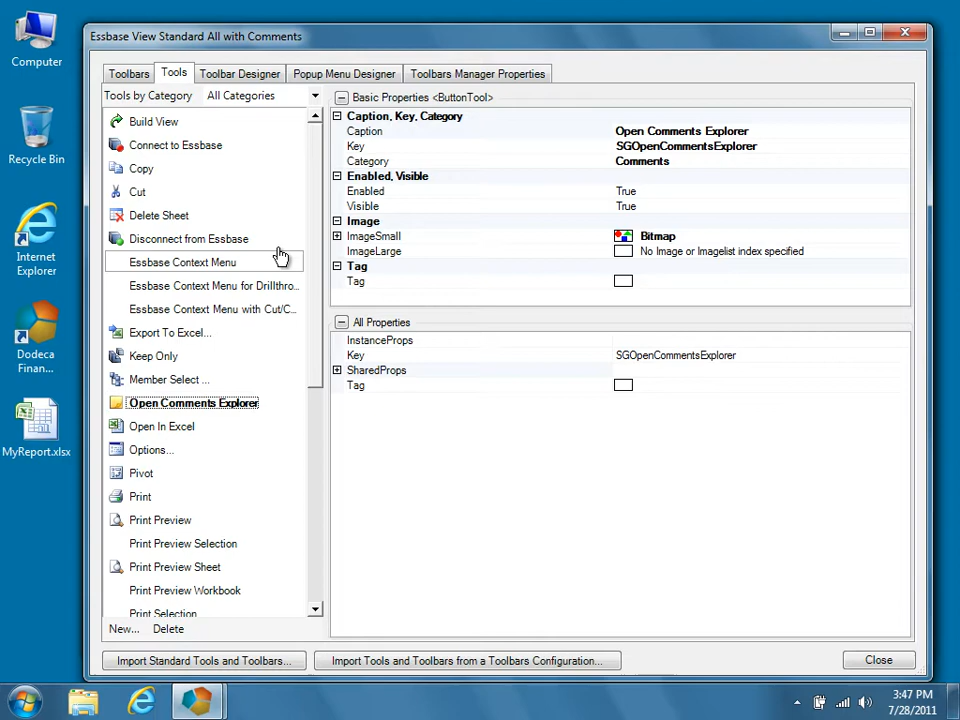 Computer
Recycle Bin
Internet
Explorer
Dodeca
Finan...
MyReport.xlsx
Essbase View Standard All with Comments
Toolbars
Tools
Toolbar Designer
Popup Menu Designer
Toolbars Manager Properties
Tools by Category
All Categories
Build View
Connect to Essbase
Copy
Cut
Delete Sheet
Disconnect from Essbase
Essbase Context Menu
Essbase Context Menu for Drillthro...
Essbase Context Menu with Cut/C...
Export To Excel...
Keep Only
Member Select ...
Open Comments Explorer
Open In Excel
Options...
Pivot
Print
Print Preview
Print Preview Selection
Print Preview Sheet
Print Preview Workbook
Print Selection
New...
Delete
Basic Properties <ButtonTool>
Caption, Key, Category
Caption Open Comments Explorer
Key SGOpenCommentsExplorer
Category Comments
Enabled, Visible
Enabled True
Visible True
Image
ImageSmall Bitmap
ImageLarge No Image or Imagelist index specified
Tag
Tag
All Properties
InstanceProps
Key SGOpenCommentsExplorer
SharedProps
Tag
Import Standard Tools and Toolbars...
Import Tools and Toolbars from a Toolbars Configuration...
Close
3:47 PM
7/28/2011